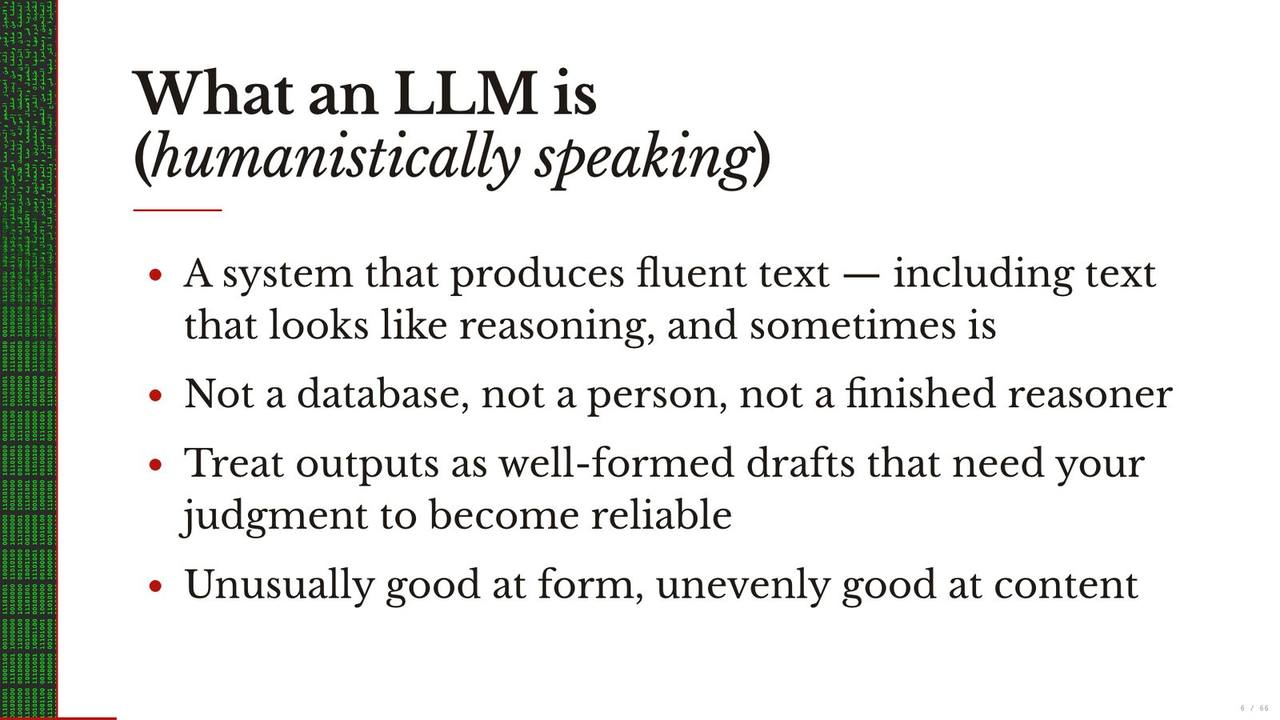 What an LLM is
(humanistically speaking)
• A system that produces fluent text — including text
that looks like reasoning, and sometimes is
• Not a database, not a person, not a finished reasoner
• Treat outputs as well-formed drafts that need your
judgment to become reliable
• Unusually good at form, unevenly good at content
6 / 66